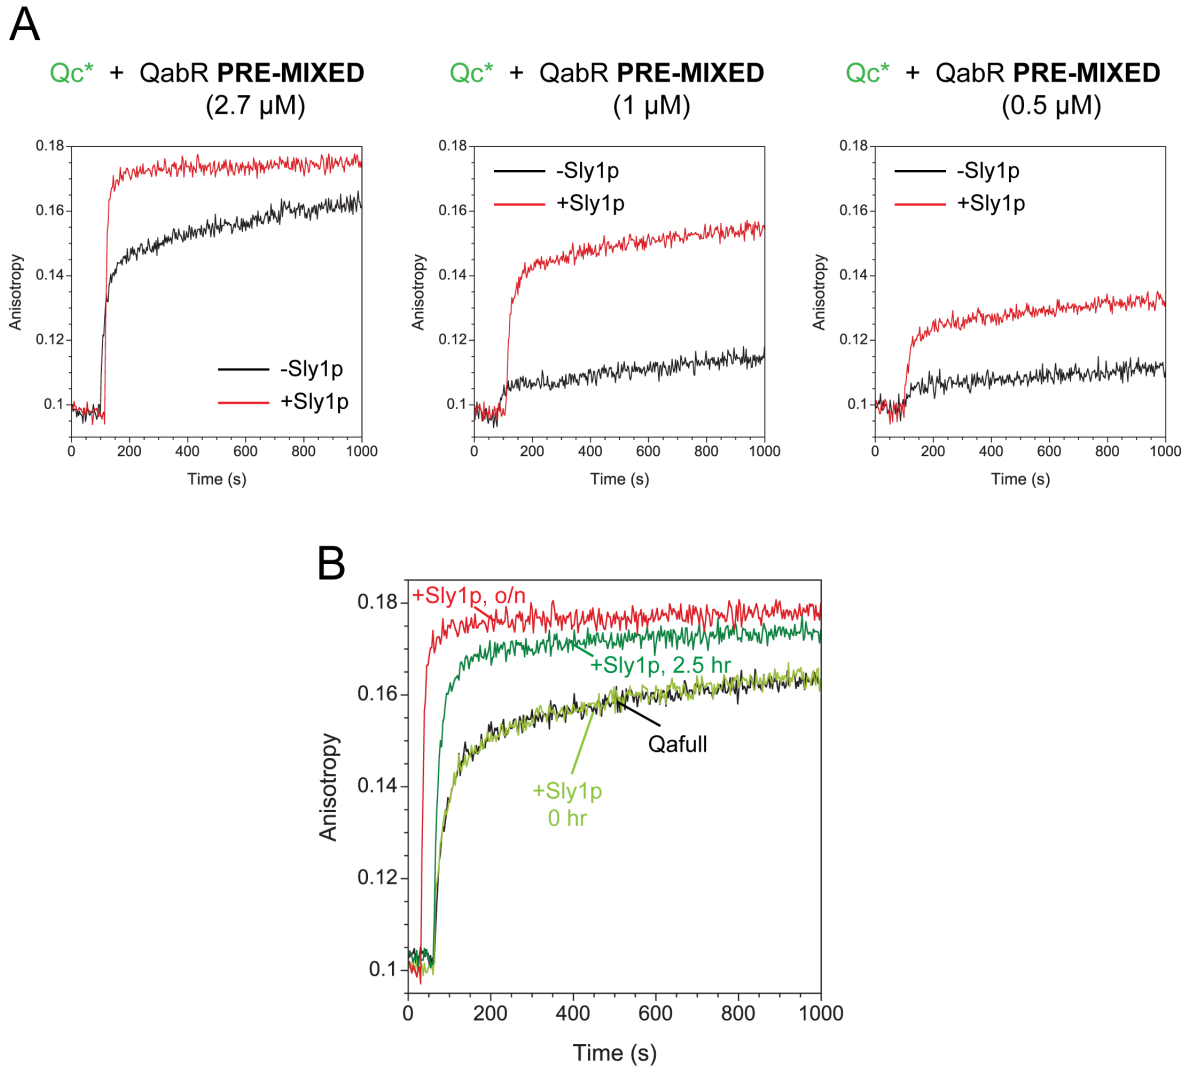 A
Qc* + QabR PRE-MIXED
(2.7 µM)
0.18
0.16
0.14
0.12
0.1
Anisotropy
-Sly1p
+Sly1p
0 200 400 600 800 1000
Time (s)
Qc* + QabR PRE-MIXED
(1 µM)
0.18
0.16
0.14
0.12
0.1
Anisotropy
-Sly1p
+Sly1p
0 200 400 600 800 1000
Time (s)
Qc* + QabR PRE-MIXED
(0.5 µM)
0.18
0.16
0.14
0.12
0.1
Anisotropy
-Sly1p
+Sly1p
0 200 400 600 800 1000
Time (s)
B
0.18
0.16
0.14
0.12
0.1
Anisotropy
+Sly1p, o/n
+Sly1p, 2.5 hr
Qafull
+Sly1p
0 hr
0 200 400 600 800 1000
Time (s)